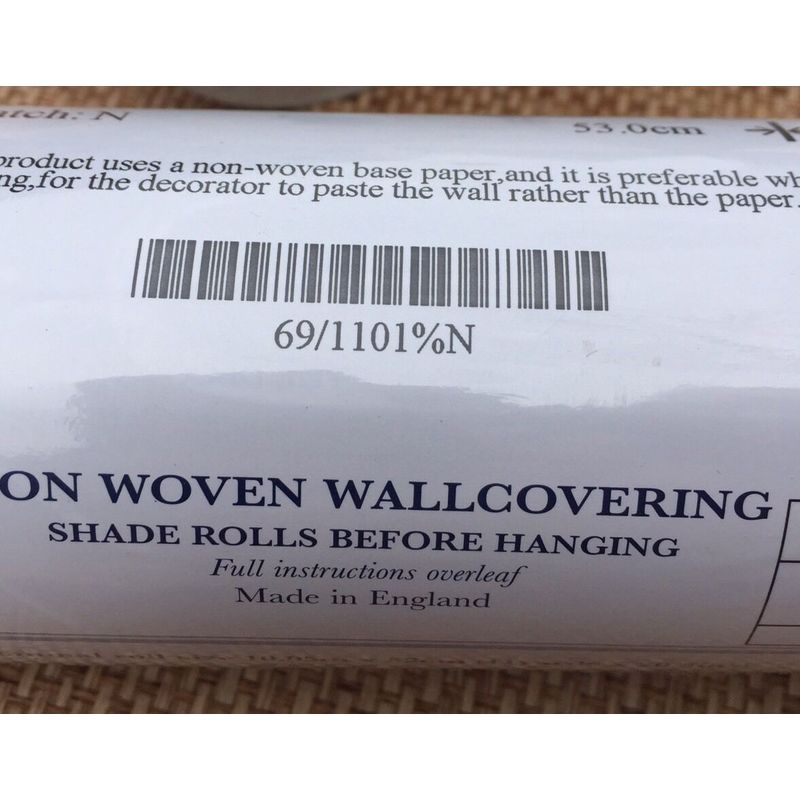 atch: N
53.0cm
product uses a non-woven base paper,and it is preferable wh
ng,for the decorator to paste the wall rather than the paper.
69/1101%N
ON WOVEN WALLCOVERING
SHADE ROLLS BEFORE HANGING
Full instructions overleaf
Made in England